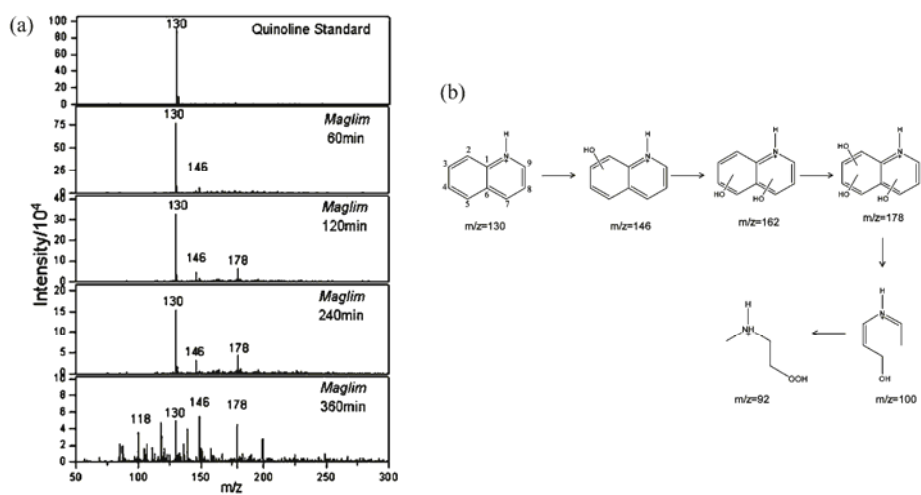 (a)
130
Quinoline Standard
100
80
60
40
20
0
130
Maglim
60min
146
75
50
25
0
Maglim
120min
146
178
40
30
20
10
0
130
Maglim
240min
146
178
20
15
10
5
0
Maglim
360min
118
130
146
178
10
8
6
4
2
0
50
100
150
200
250
300
m/z
Intensity/10⁴
(b)
H
N+
1
2
3
4
5
6
7
8
9
m/z=130
HO
H
N+
m/z=146
H
N+
HO
HO
m/z=162
HO
HO
HO
H
N+
m/z=178
H
NH+
OOH
m/z=92
H
N+
OH
m/z=100